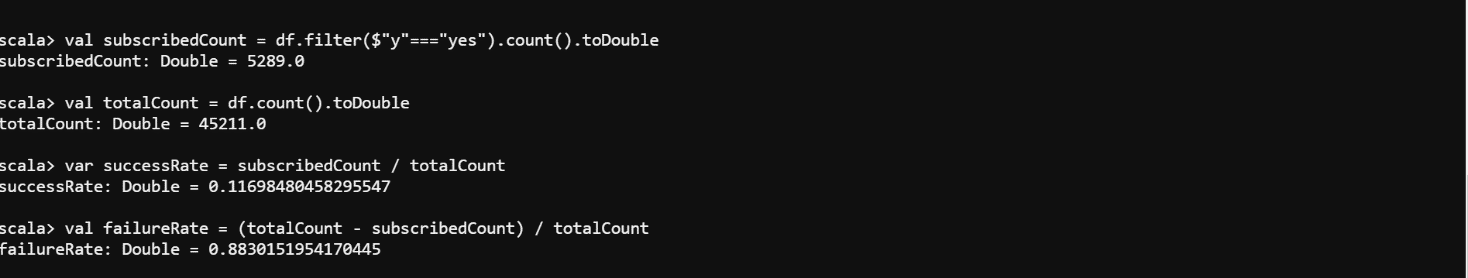 scala> val subscribedCount = df.filter($"y"==="yes").count().toDouble
subscribedCount: Double = 5289.0
scala> val totalCount = df.count().toDouble
totalCount: Double = 45211.0
scala> var successRate = subscribedCount / totalCount
successRate: Double = 0.11698480458295547
scala> val failureRate = (totalCount - subscribedCount) / totalCount
failureRate: Double = 0.8830151954170445